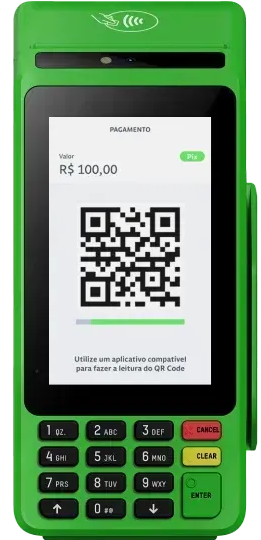 PAGAMENTO
Valor
Pix
R$ 100,00
Utilize um aplicativo compatível
para fazer a leitura do QR Code
1 QZ. 2 ABC 3 DEF CANCEL
4 GHI 5 JKL 6 MNO CLEAR
7 PRS 8 TUV 9 WXY
ENTER
0